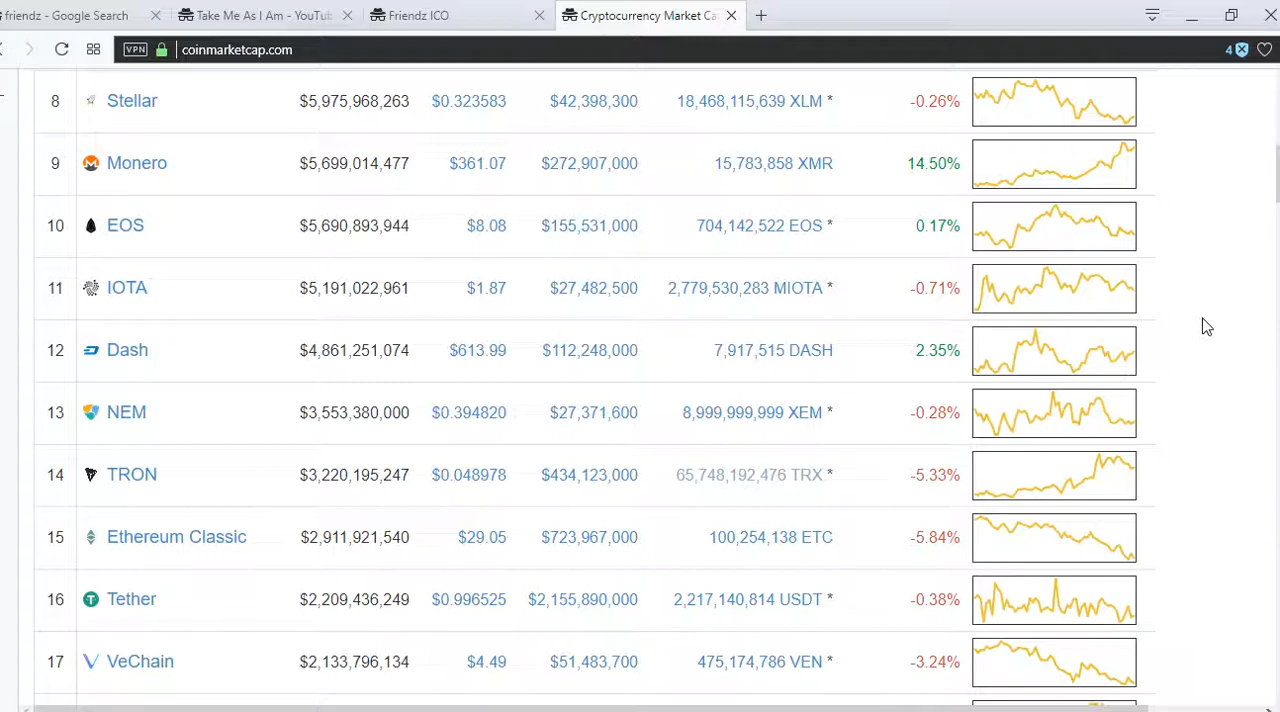 friendz - Google Search Take Me As I Am - YouTu Friendz ICO Cryptocurrency Market Ca
VPN coinmarketcap.com 4
8 Stellar $5,975,968,263 $0.323583 $42,398,300 18,468,115,639 XLM * -0.26%
9 Monero $5,699,014,477 $361.07 $272,907,000 15,783,858 XMR 14.50%
10 EOS $5,690,893,944 $8.08 $155,531,000 704,142,522 EOS * 0.17%
11 IOTA $5,191,022,961 $1.87 $27,482,500 2,779,530,283 MIOTA * -0.71%
12 Dash $4,861,251,074 $613.99 $112,248,000 7,917,515 DASH 2.35%
13 NEM $3,553,380,000 $0.394820 $27,371,600 8,999,999,999 XEM * -0.28%
14 TRON $3,220,195,247 $0.048978 $434,123,000 65,748,192,476 TRX * -5.33%
15 Ethereum Classic $2,911,921,540 $29.05 $723,967,000 100,254,138 ETC -5.84%
16 Tether $2,209,436,249 $0.996525 $2,155,890,000 2,217,140,814 USDT * -0.38%
17 VeChain $2,133,796,134 $4.49 $51,483,700 475,174,786 VEN * -3.24%